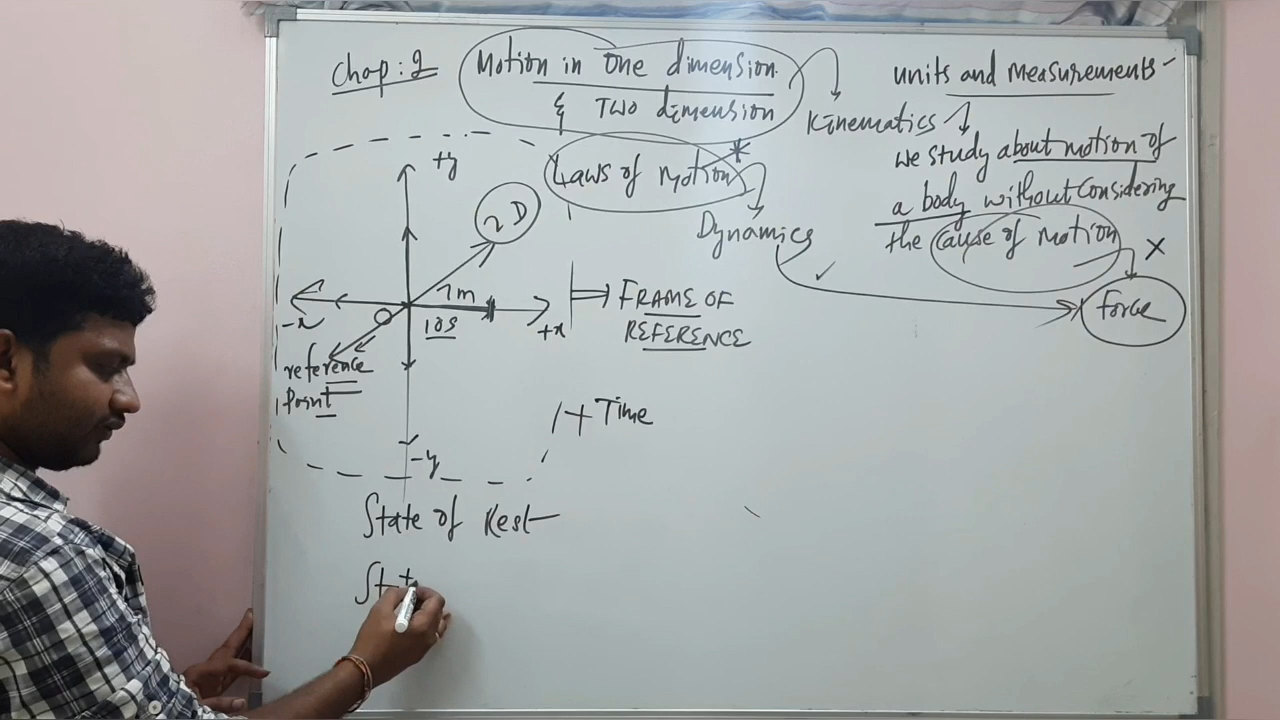 Chap: 2
Motion in One dimension
& Two dimension
Laws of motion
Kinematics
Dynamics
units and measurements -
we study about motion of
a body without considering
the cause of motion
x
force
+y
2D
1m
10s
-x
+x
O
reference
point
-y
FRAME OF
REFERENCE
+ Time
State of Rest
Stt